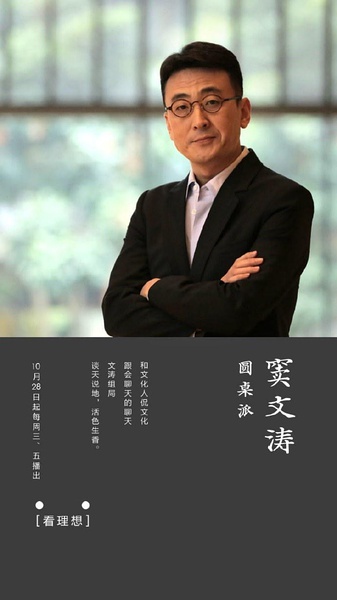 窦文涛
圆桌派
和文化人侃文化
跟会聊天的聊天
文涛组局
谈天说地，活色生香。
10月28日起每周三、五播出
[看理想]